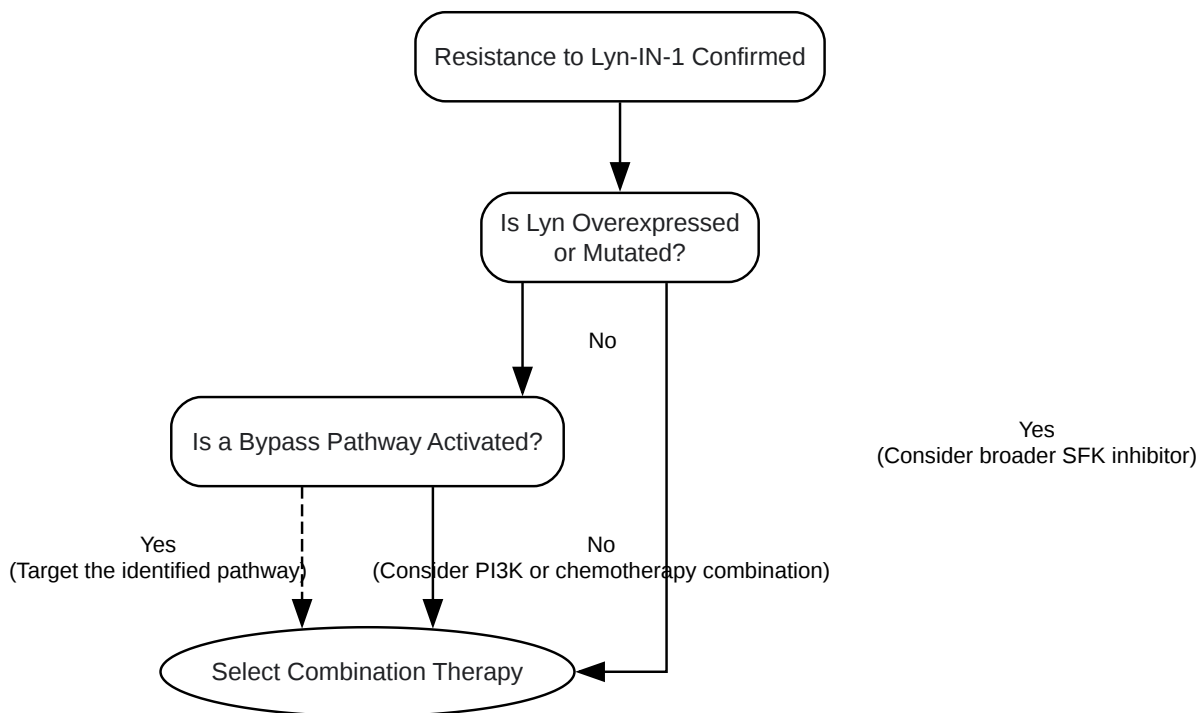 Resistance to Lyn-IN-1 Confirmed
Is Lyn Overexpressed
or Mutated?
No
Is a Bypass Pathway Activated?
Yes
(Consider broader SFK inhibitor)
Yes
(Target the identified pathway)
No
(Consider PI3K or chemotherapy combination)
Select Combination Therapy